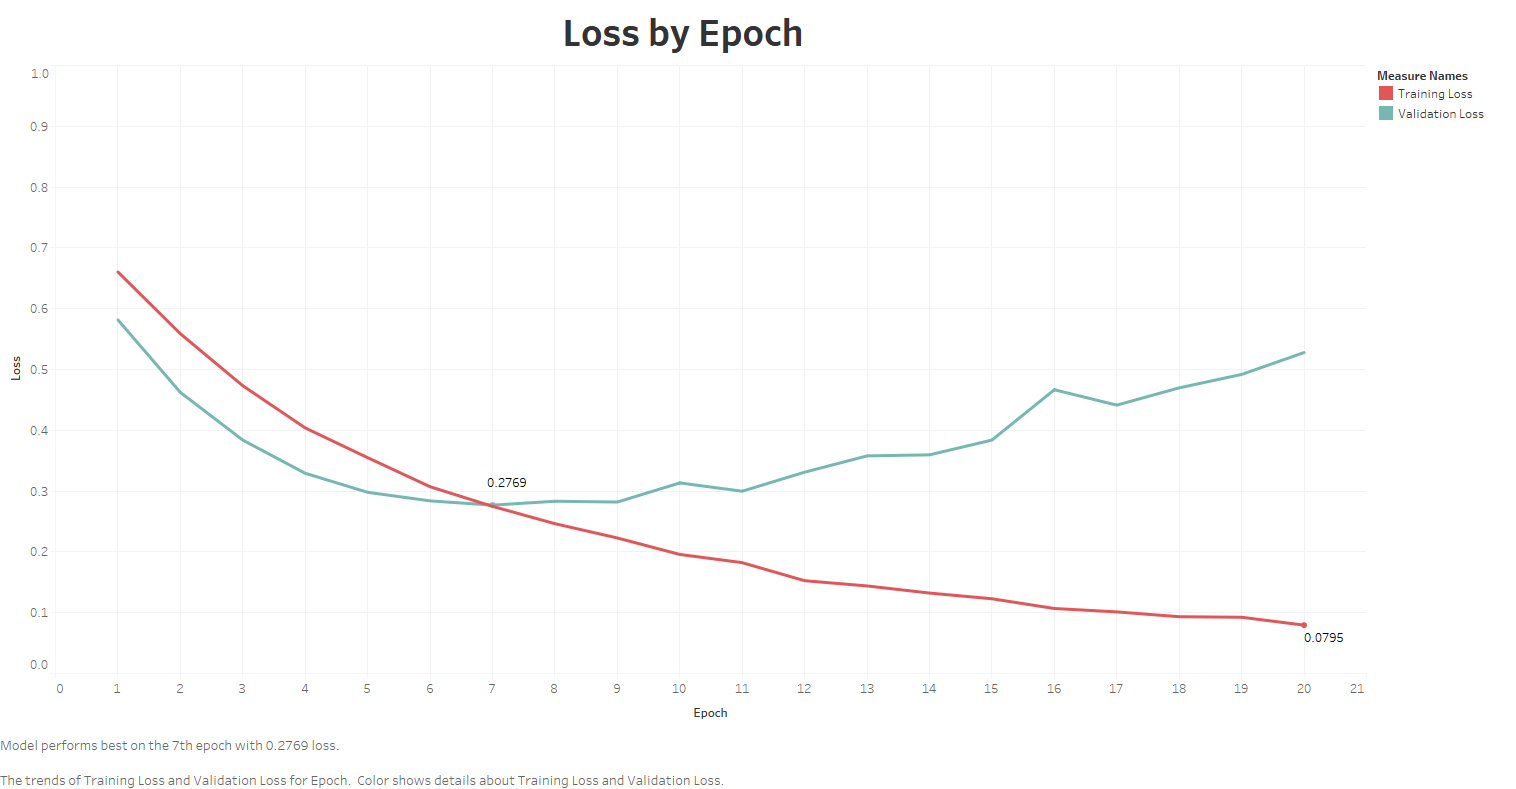 Loss by Epoch
Measure Names
Training Loss
Validation Loss
1.0
0.9
0.8
0.7
0.6
0.5
0.4
0.3
0.2
0.1
0.0
Loss
0.2769
0.0795
0 1 2 3 4 5 6 7 8 9 10 11 12 13 14 15 16 17 18 19 20 21
Epoch
Model performs best on the 7th epoch with 0.2769 loss.
The trends of Training Loss and Validation Loss for Epoch.  Color shows details about Training Loss and Validation Loss.